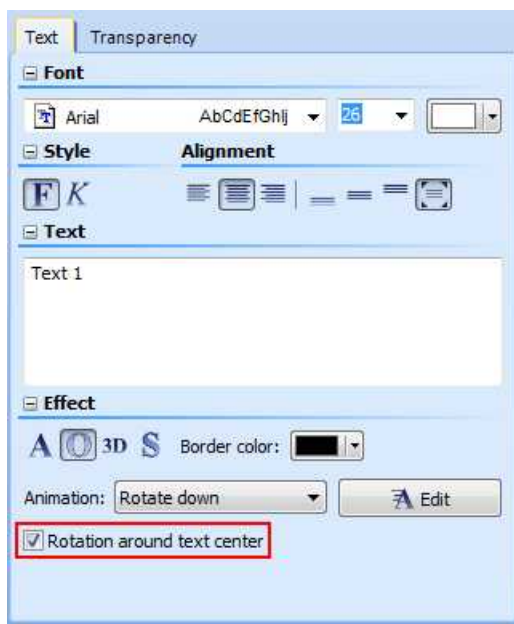 Text Transparency
Font
Arial AbCdEfGhIj 26
Style Alignment
F K
Text
Text 1
Effect
A O 3D S Border color:
Animation: Rotate down A Edit
Rotation around text center